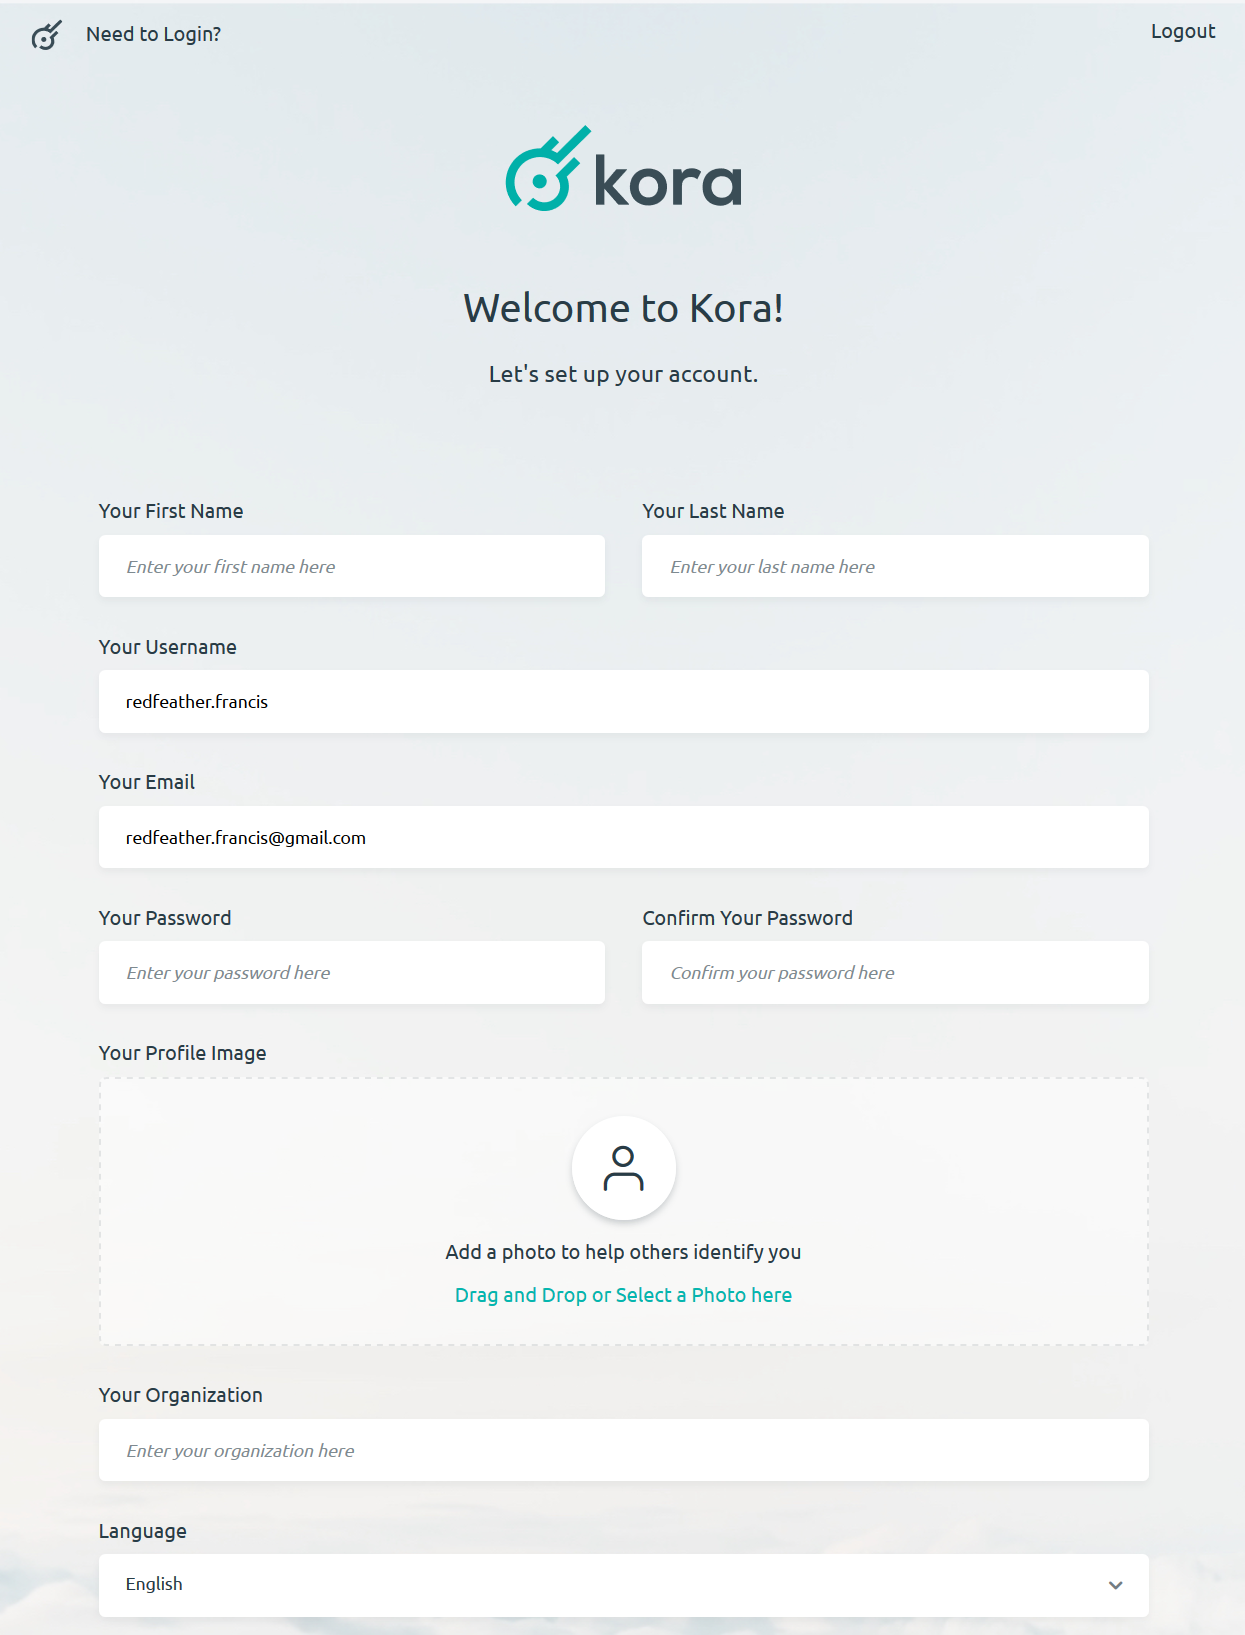 Need to Login?
Logout
kora
Welcome to Kora!
Let's set up your account.
Your First Name
Your Last Name
Enter your first name here
Enter your last name here
Your Username
redfeather.francis
Your Email
redfeather.francis@gmail.com
Your Password
Confirm Your Password
Enter your password here
Confirm your password here
Your Profile Image
Add a photo to help others identify you
Drag and Drop or Select a Photo here
Your Organization
Enter your organization here
Language
English